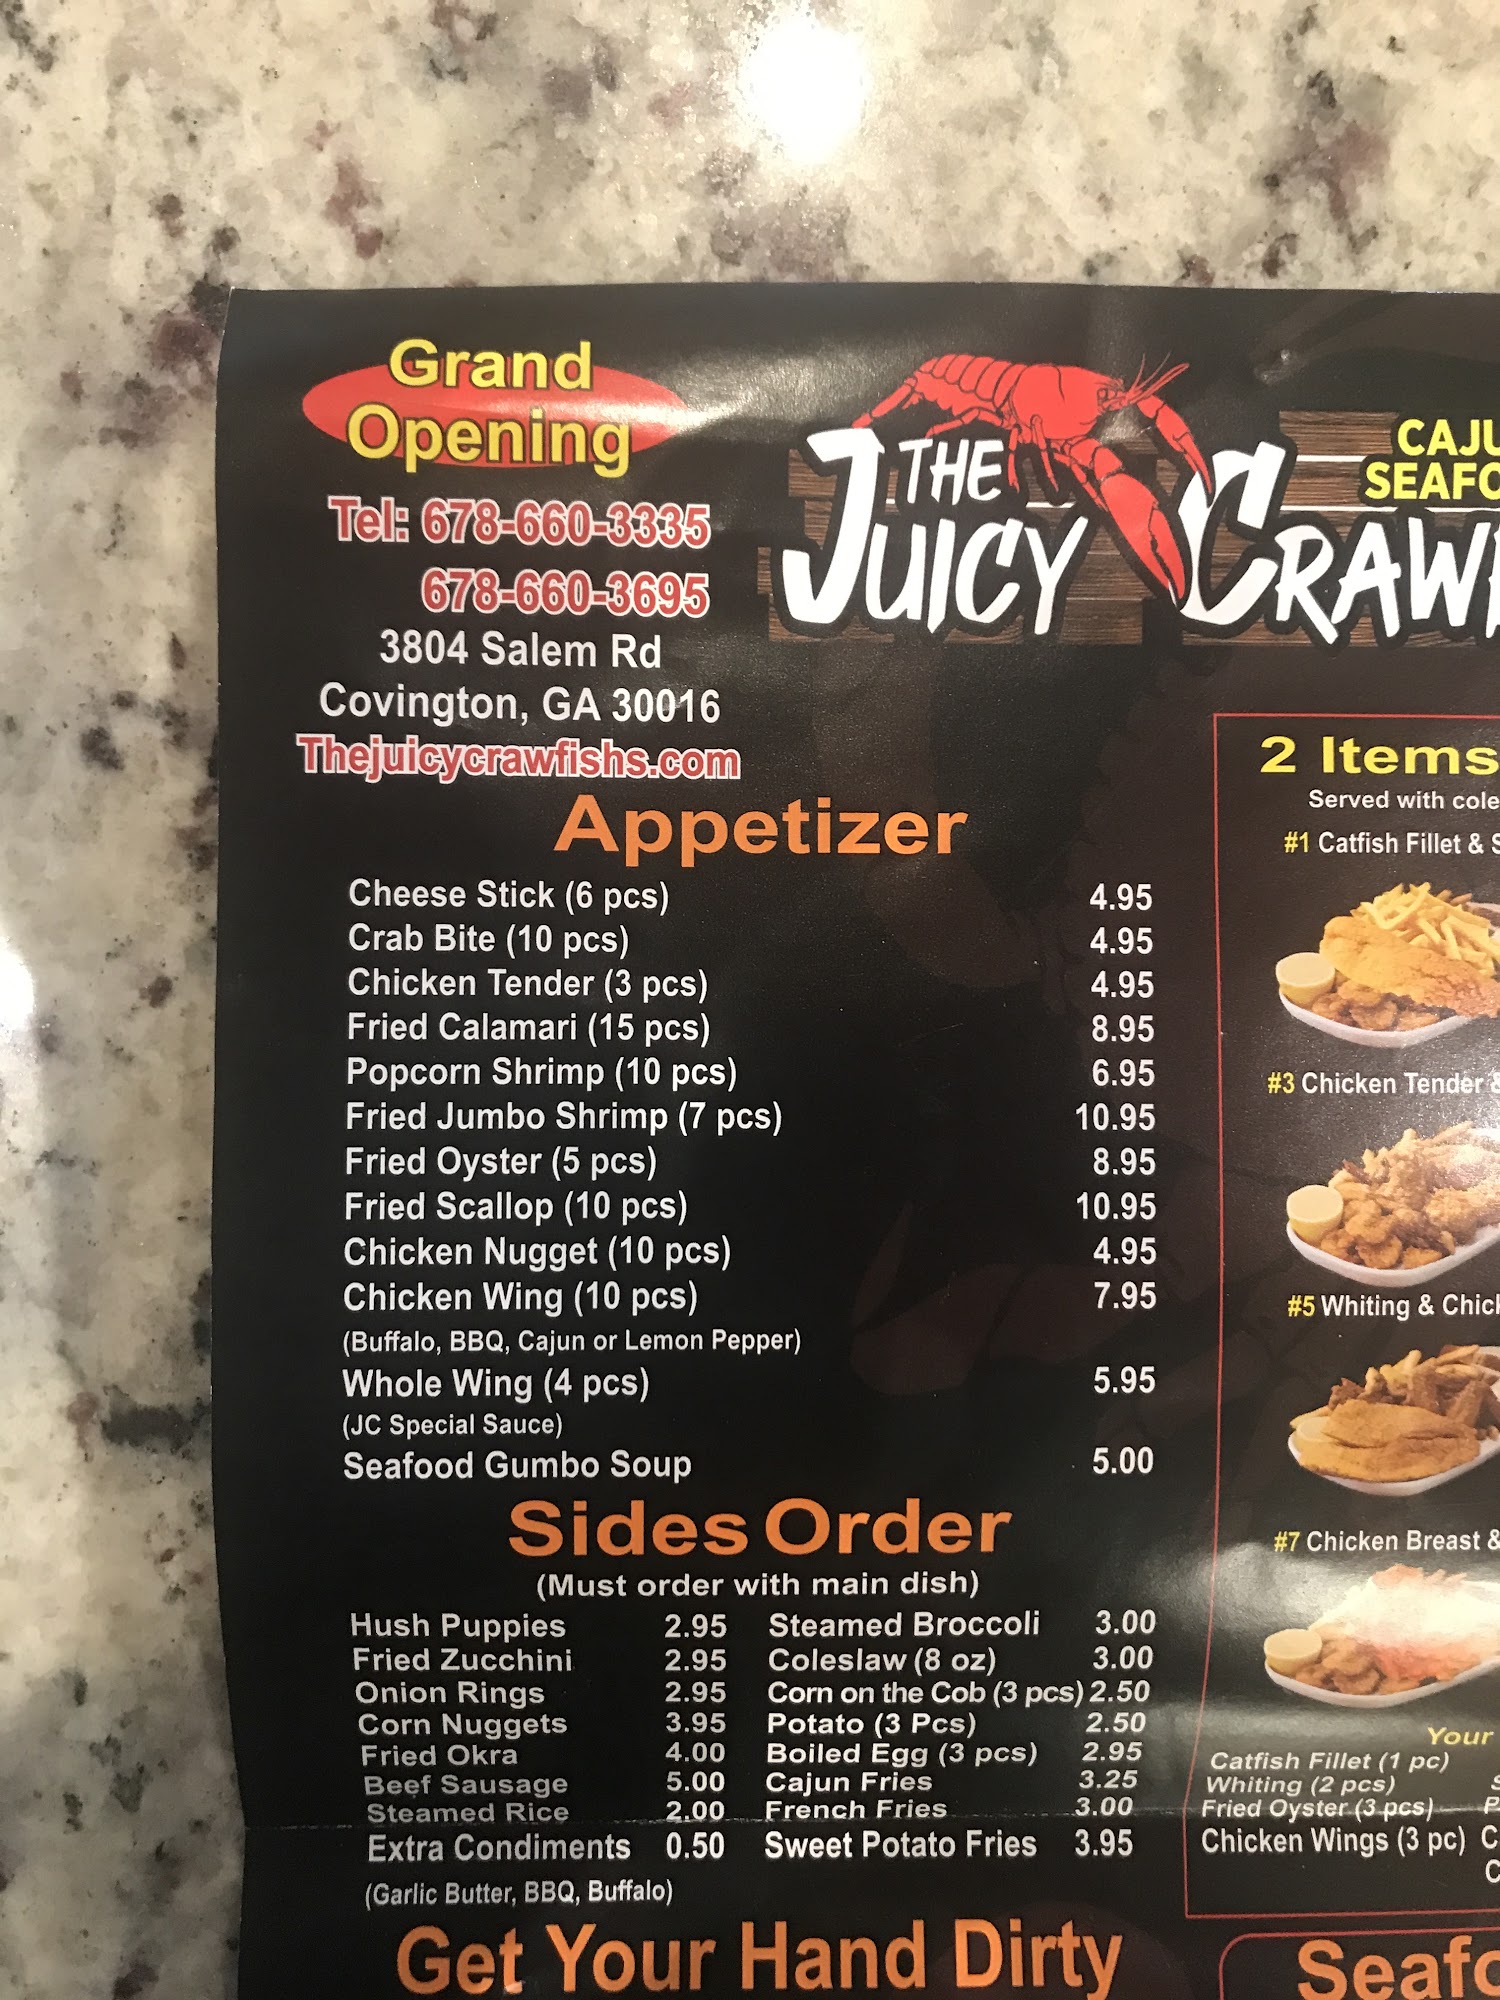 Grand
Opening
Tel: 678-660-3335
678-660-3695
3804 Salem Rd
Covington, GA 30016
Thejuicycrawfishs.com
THE
JUICY
Appetizer
Cheese Stick (6 pcs) 4.95
Crab Bite (10 pcs) 4.95
Chicken Tender (3 pcs) 4.95
Fried Calamari (15 pcs) 8.95
Popcorn Shrimp (10 pcs) 6.95
Fried Jumbo Shrimp (7 pcs) 10.95
Fried Oyster (5 pcs) 8.95
Fried Scallop (10 pcs) 10.95
Chicken Nugget (10 pcs) 4.95
Chicken Wing (10 pcs) 7.95
(Buffalo, BBQ, Cajun or Lemon Pepper)
Whole Wing (4 pcs) 5.95
(JC Special Sauce)
Seafood Gumbo Soup 5.00
Sides Order
(Must order with main dish)
Hush Puppies 2.95 Steamed Broccoli 3.00
Fried Zucchini 2.95 Coleslaw (8 oz) 3.00
Onion Rings 2.95 Corn on the Cob (3 pcs) 2.50
Corn Nuggets 3.95 Potato (3 Pcs) 2.50
Fried Okra 4.00 Boiled Egg (3 pcs) 2.95
Beef Sausage 5.00 Cajun Fries 3.25
Steamed Rice 2.00 French Fries 3.00
Extra Condiments 0.50 Sweet Potato Fries 3.95
(Garlic Butter, BBQ, Buffalo)
Get Your Hand Dirty
2 Items
Served with
#1 Catfish Fillet &
#3 Chicken Tender
#5 Whiting &
#7 Chicken Breast &
Your
Catfish Fillet (1 pc)
Whiting (2 pcs)
Fried Oyster (3 pcs)
Chicken Wings (3 pc)